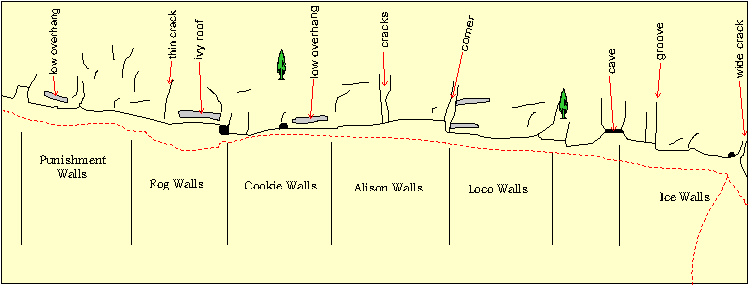 low overhang
thin crack
ivy roof
low overhang
cracks
corner
cave
groove
wide crack
Punishment
Walls
Rog Walls
Cookie Walls
Alison Walls
Loco Walls
Ice Walls